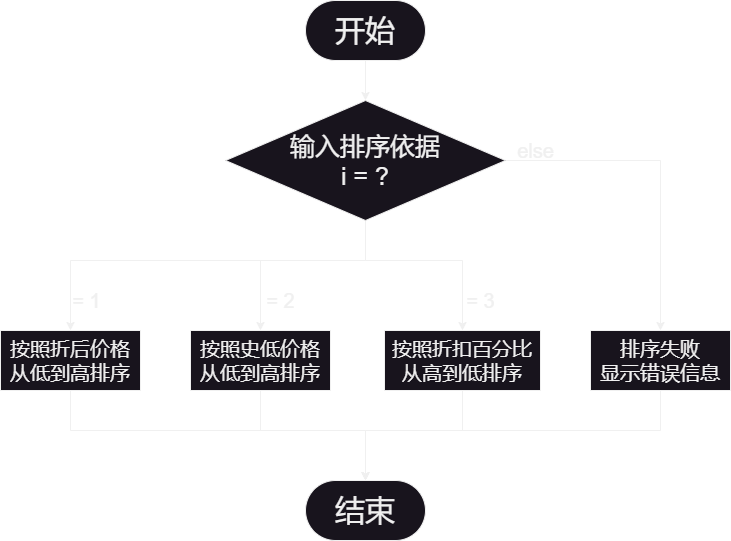 开始
输入排序依据
i = ?
else
= 1
= 2
= 3
按照折后价格
从低到高排序
按照史低价格
从低到高排序
按照折扣百分比
从高到低排序
排序失败
显示错误信息
结束